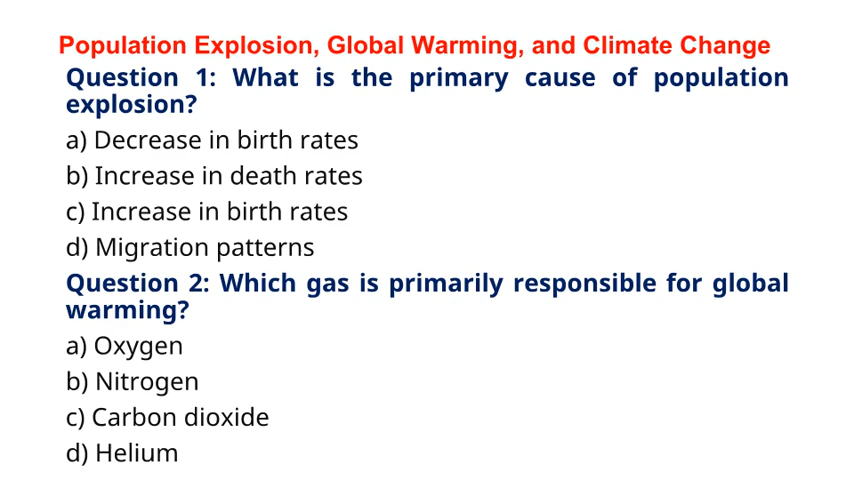 Population Explosion, Global Warming, and Climate Change
Question 1: What is the primary cause of population
explosion?
a) Decrease in birth rates
b) Increase in death rates
c) Increase in birth rates
d) Migration patterns
Question 2: Which gas is primarily responsible for global
warming?
a) Oxygen
b) Nitrogen
c) Carbon dioxide
d) Helium